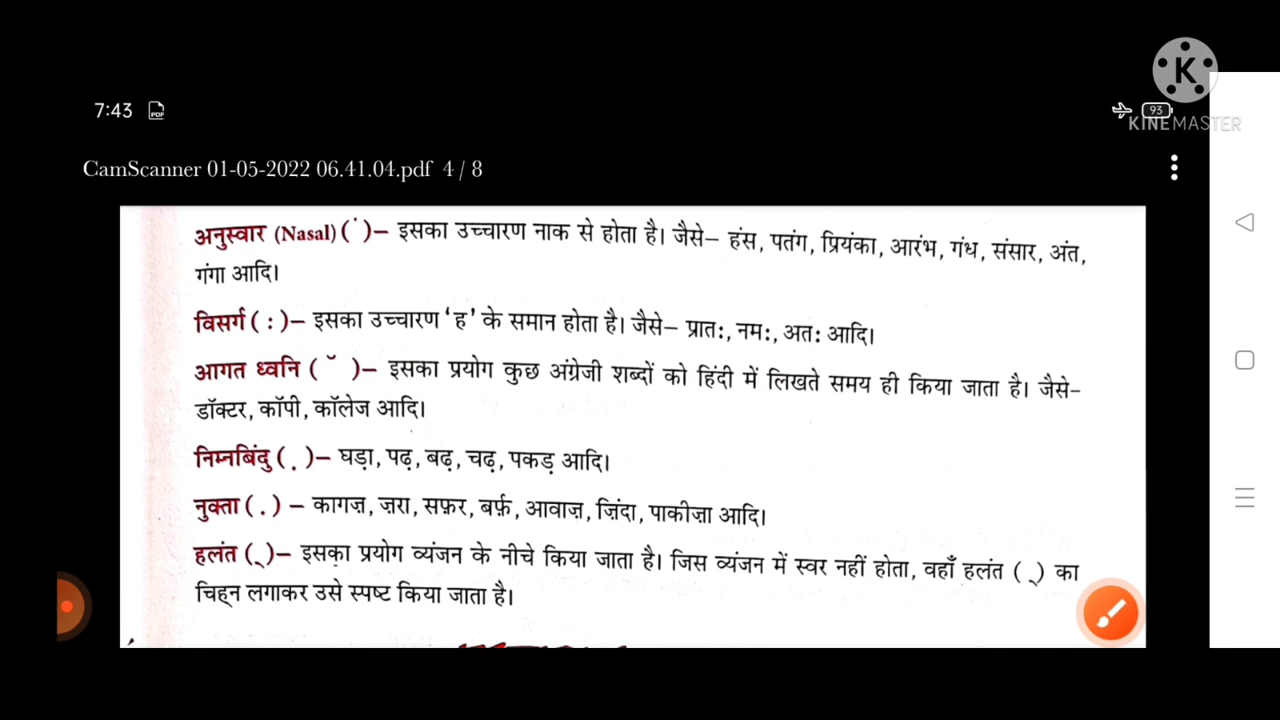 7:43 PDF 93
KINEMASTER
CamScanner 01-05-2022 06.41.04.pdf 4 / 8
अनुस्वार (Nasal) (ं)– इसका उच्चारण नाक से होता है। जैसे– हंस, पतंग, प्रियंका, आरंभ, गंध, संसार, अंत,
गंगा आदि।
विसर्ग ( : )– इसका उच्चारण ‘ह’ के समान होता है। जैसे– प्रात:, नम:, अत: आदि।
आगत ध्वनि ( ˘ )– इसका प्रयोग कुछ अंग्रेजी शब्दों को हिंदी में लिखते समय ही किया जाता है। जैसे–
डॉक्टर, कॉपी, कॉलेज आदि।
निम्नबिंदु ( . )– घड़ा, पढ़, बढ़, चढ़, पकड़ आदि।
नुक्ता ( . ) – कागज़, ज़रा, सफ़र, बर्फ़, आवाज़, ज़िंदा, पाकीज़ा आदि।
हलंत (्)– इसका प्रयोग व्यंजन के नीचे किया जाता है। जिस व्यंजन में स्वर नहीं होता, वहाँ हलंत (्) का
चिह्न लगाकर उसे स्पष्ट किया जाता है।